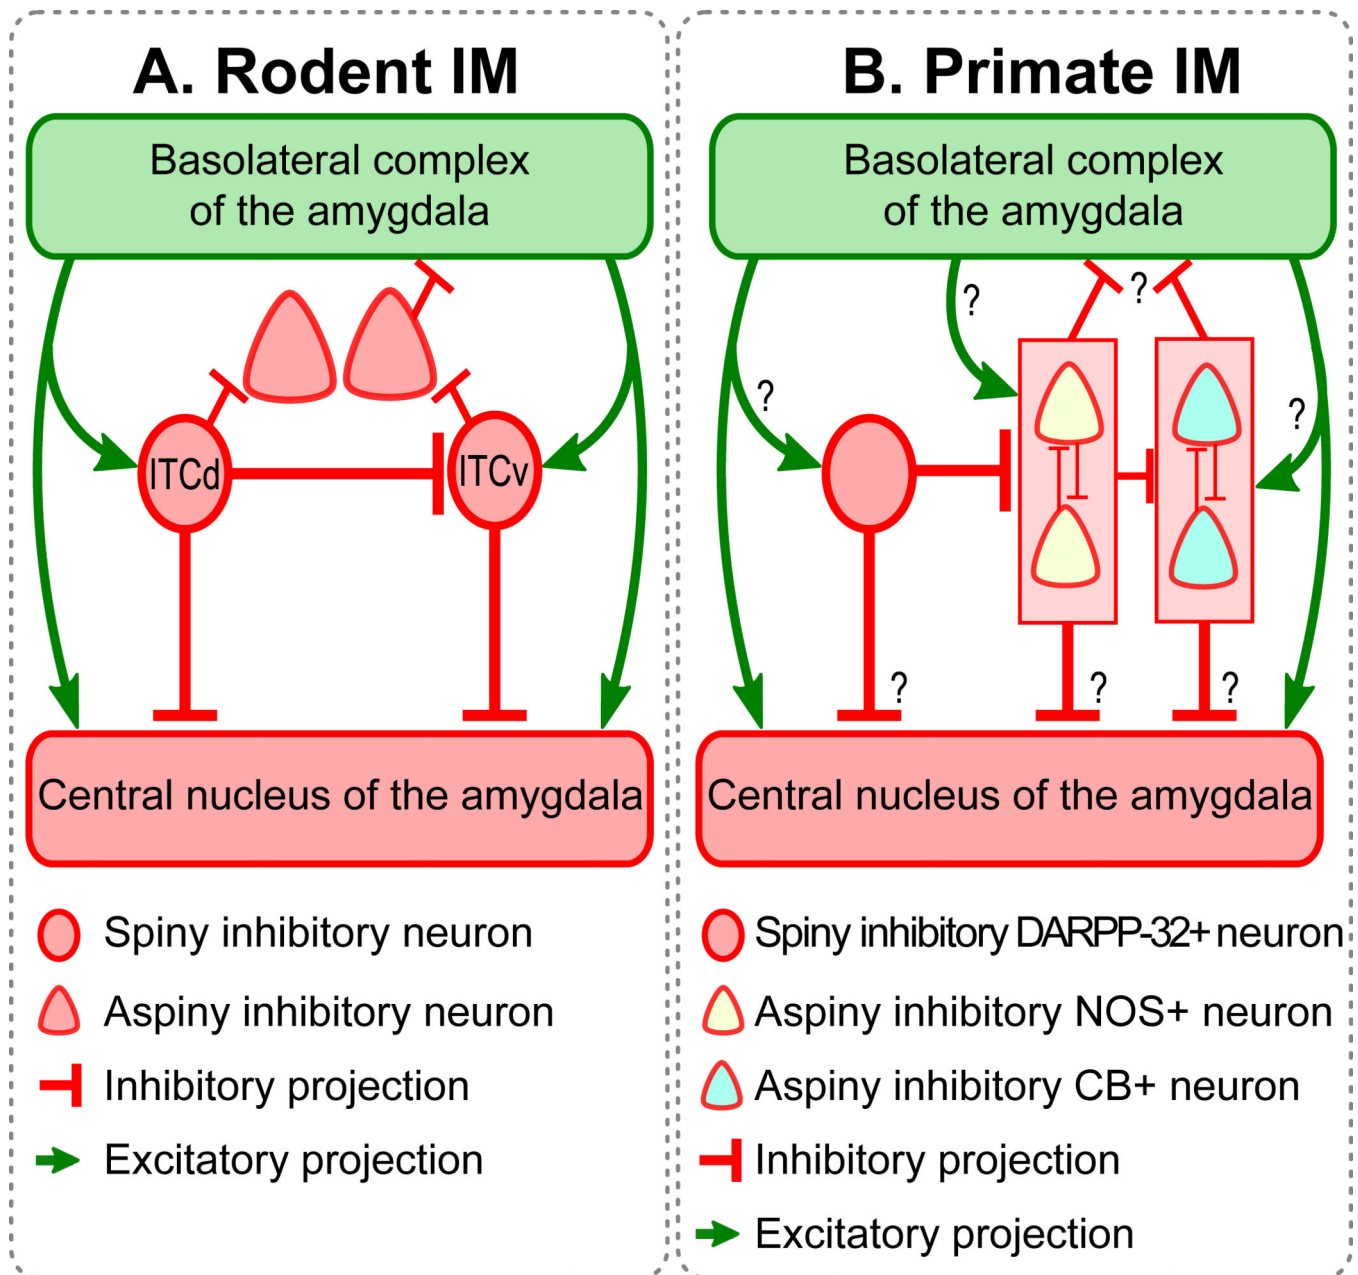 A. Rodent IM
Basolateral complex
of the amygdala
ITCd
ITCv
Central nucleus of the amygdala
Spiny inhibitory neuron
Aspiny inhibitory neuron
Inhibitory projection
Excitatory projection
B. Primate IM
Basolateral complex
of the amygdala
?
?
?
?
?
?
?
Central nucleus of the amygdala
Spiny inhibitory DARPP-32+ neuron
Aspiny inhibitory NOS+ neuron
Aspiny inhibitory CB+ neuron
Inhibitory projection
Excitatory projection